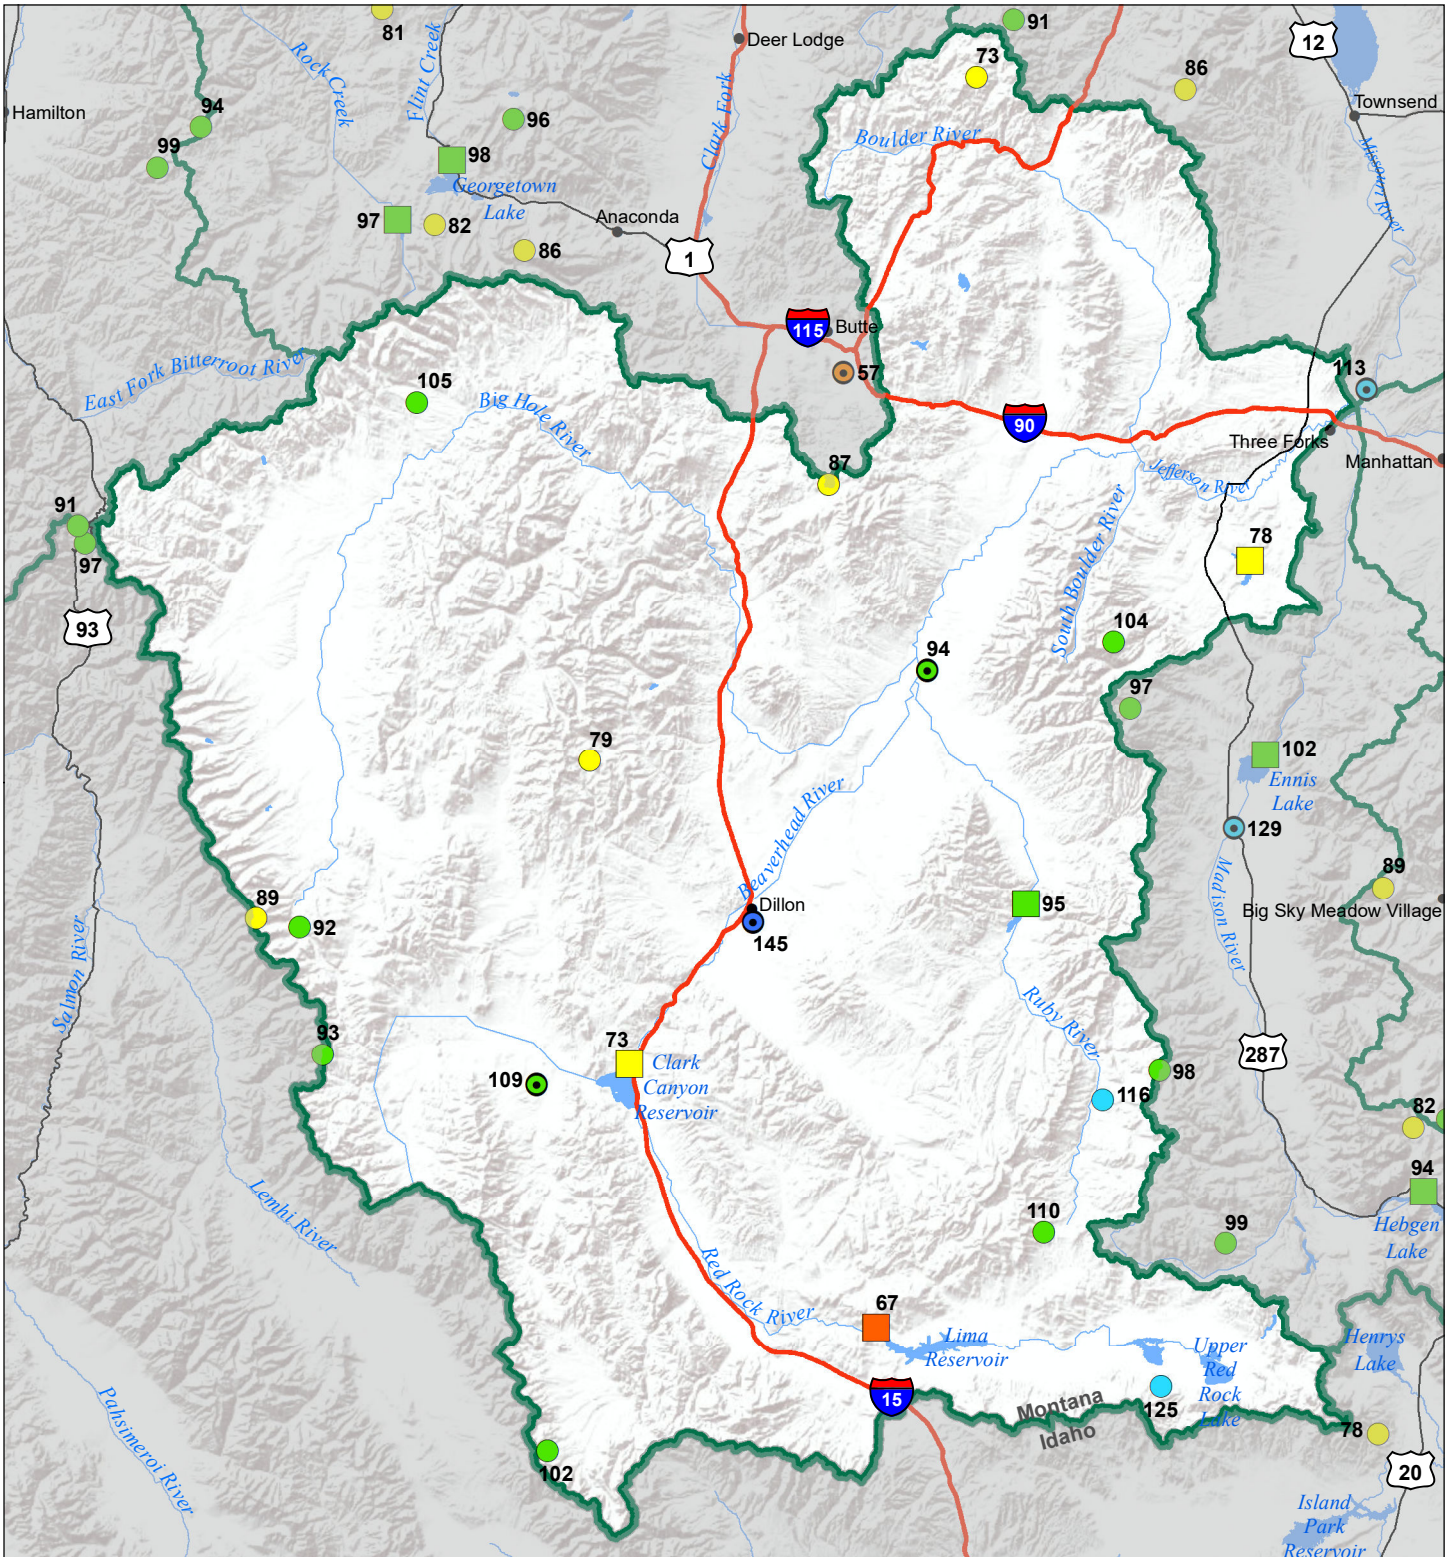 81
91
Deer Lodge
12
73
86
Rock Creek
Flint Creek
Clark Fork
Hamilton
94
96
Townsend
Boulder River
99
98
Georgetown
Lake
Missouri River
97
82
Anaconda
86
1
115
Butte
57
East Fork Bitterroot River
105
Big Hole River
113
90
Three Forks
Manhattan
87
Jefferson River
91
97
South Boulder River
78
93
104
94
97
79
102
Ennis
Lake
Beaverhead River
129
Madison River
89
89
92
Dillon
145
95
Big Sky Meadow Village
Salmon River
Ruby River
93
73
Clark
Canyon
Reservoir
109
287
98
116
82
94
Lemhi River
110
99
Hebgen
Lake
Red Rock River
67
Lima
Reservoir
Upper
Red
Rock
Lake
Henrys
Lake
15
Montana
Idaho
125
78
Pahsimeroi River
102
20
Island
Park
Reservoir